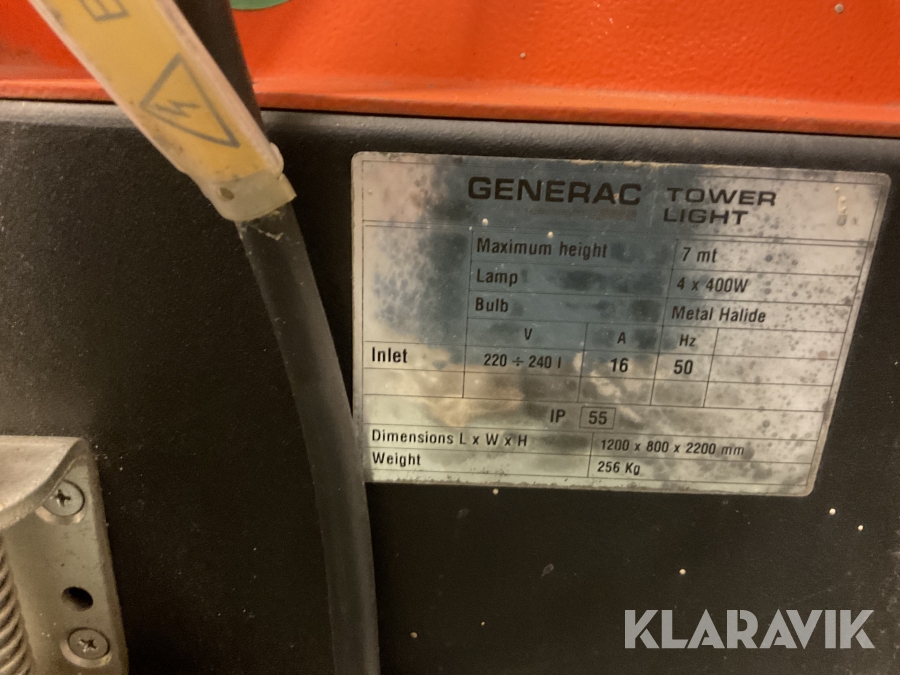 GENERAC TOWER LIGHT
Maximum height 7 mt
Lamp 4 x 400W
Bulb Metal Halide
V A Hz
Inlet 220 ÷ 240 I 16 50
IP 55
Dimensions L x W x H 1200 x 800 x 2200 mm
Weight 256 Kg
KLARAVIK